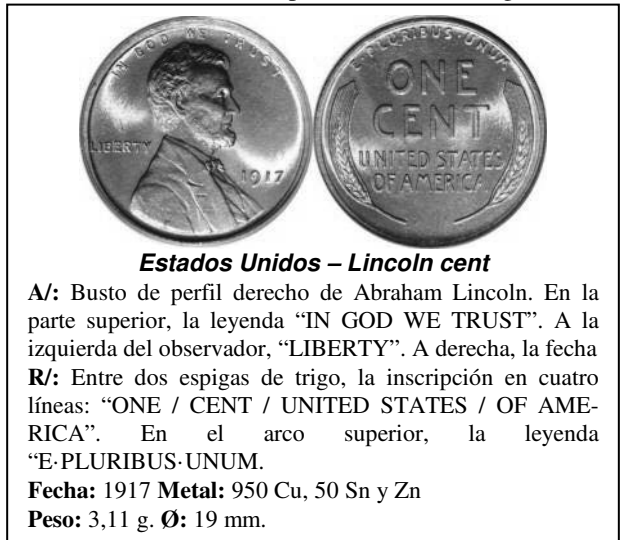 IN GOD WE TRUST
LIBERTY
1917
E·PLURIBUS·UNUM
ONE
CENT
UNITED STATES
OF AMERICA
Estados Unidos – Lincoln cent
A/: Busto de perfil derecho de Abraham Lincoln. En la
parte superior, la leyenda “IN GOD WE TRUST”. A la
izquierda del observador, “LIBERTY”. A derecha, la fecha
R/: Entre dos espigas de trigo, la inscripción en cuatro
líneas: “ONE / CENT / UNITED STATES / OF AME-
RICA”. En el arco superior, la leyenda
“E·PLURIBUS·UNUM.
Fecha: 1917 Metal: 950 Cu, 50 Sn y Zn
Peso: 3,11 g. Ø: 19 mm.